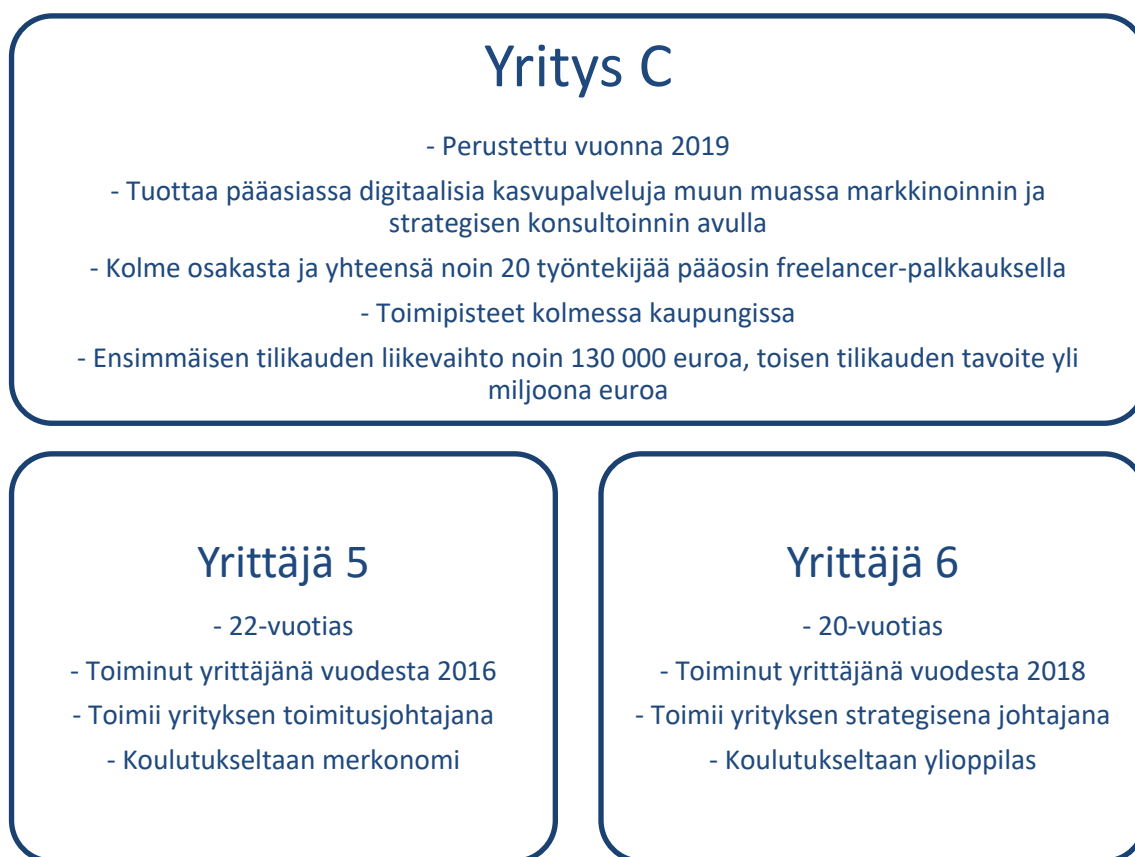 Yritys C
- Perustettu vuonna 2019
- Tuottaa pääasiassa digitaalisia kasvupalveluja muun muassa markkinoinnin ja
strategisen konsultoinnin avulla
- Kolme osakasta ja yhteensä noin 20 työntekijää pääosin freelancer-palkkauksella
- Toimipisteet kolmessa kaupungissa
- Ensimmäisen tilikauden liikevaihto noin 130 000 euroa, toisen tilikauden tavoite yli
miljoona euroa
Yrittäjä 5
- 22-vuotias
- Toiminut yrittäjänä vuodesta 2016
- Toimii yrityksen toimitusjohtajana
- Koulutukseltaan merkonomi
Yrittäjä 6
- 20-vuotias
- Toiminut yrittäjänä vuodesta 2018
- Toimii yrityksen strategisena johtajana
- Koulutukseltaan ylioppilas